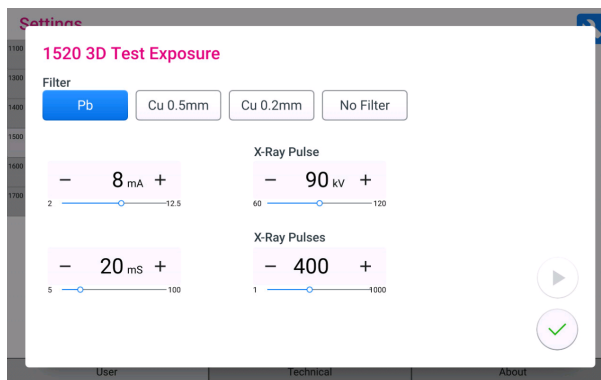 Settings
1520 3D Test Exposure
Filter
Pb Cu 0.5mm Cu 0.2mm No Filter
X-Ray Pulse
− 8 mA + − 90 kV +
2 12.5 60 120
X-Ray Pulses
− 20 mS + − 400 +
5 100 1 1000
1100
1300
1400
1500
1600
1700
User Technical About